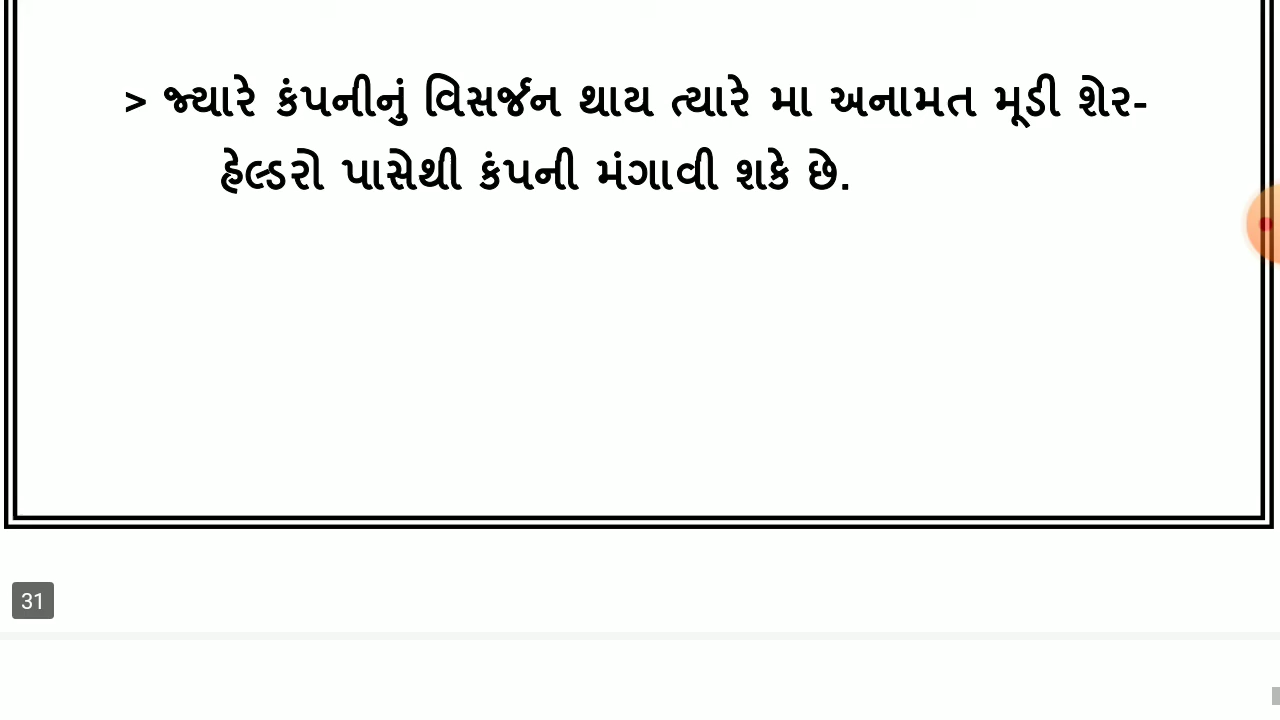 > જ્યારે કંપનીનું વિસર્જન થાય ત્યારે મા અનામત મૂડી શેર-
હેલ્ડરો પાસેથી કંપની મંગાવી શકે છે.
31